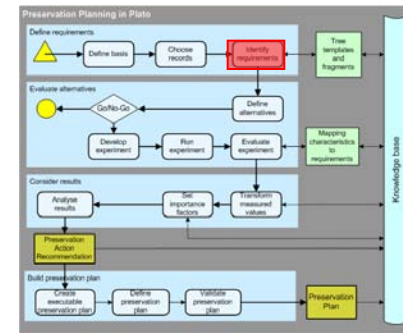 Preservation Planning in Plato
Define requirements
Define basis
Choose
records
Identify
requirements
Tree
templates
and
fragments
Evaluate alternatives
Go/No-Go
Define
alternatives
Develop
experiment
Run
experiment
Evaluate
experiment
Mapping
characteristics
to
requirements
Knowledge base
Consider results
Analyse
results
Set
importance
factors
Transform
measured
values
Preservation
Action
Recommendation
Build preservation plan
Create
executable
preservation plan
Define
preservation
plan
Validate
preservation
plan
Preservation
Plan